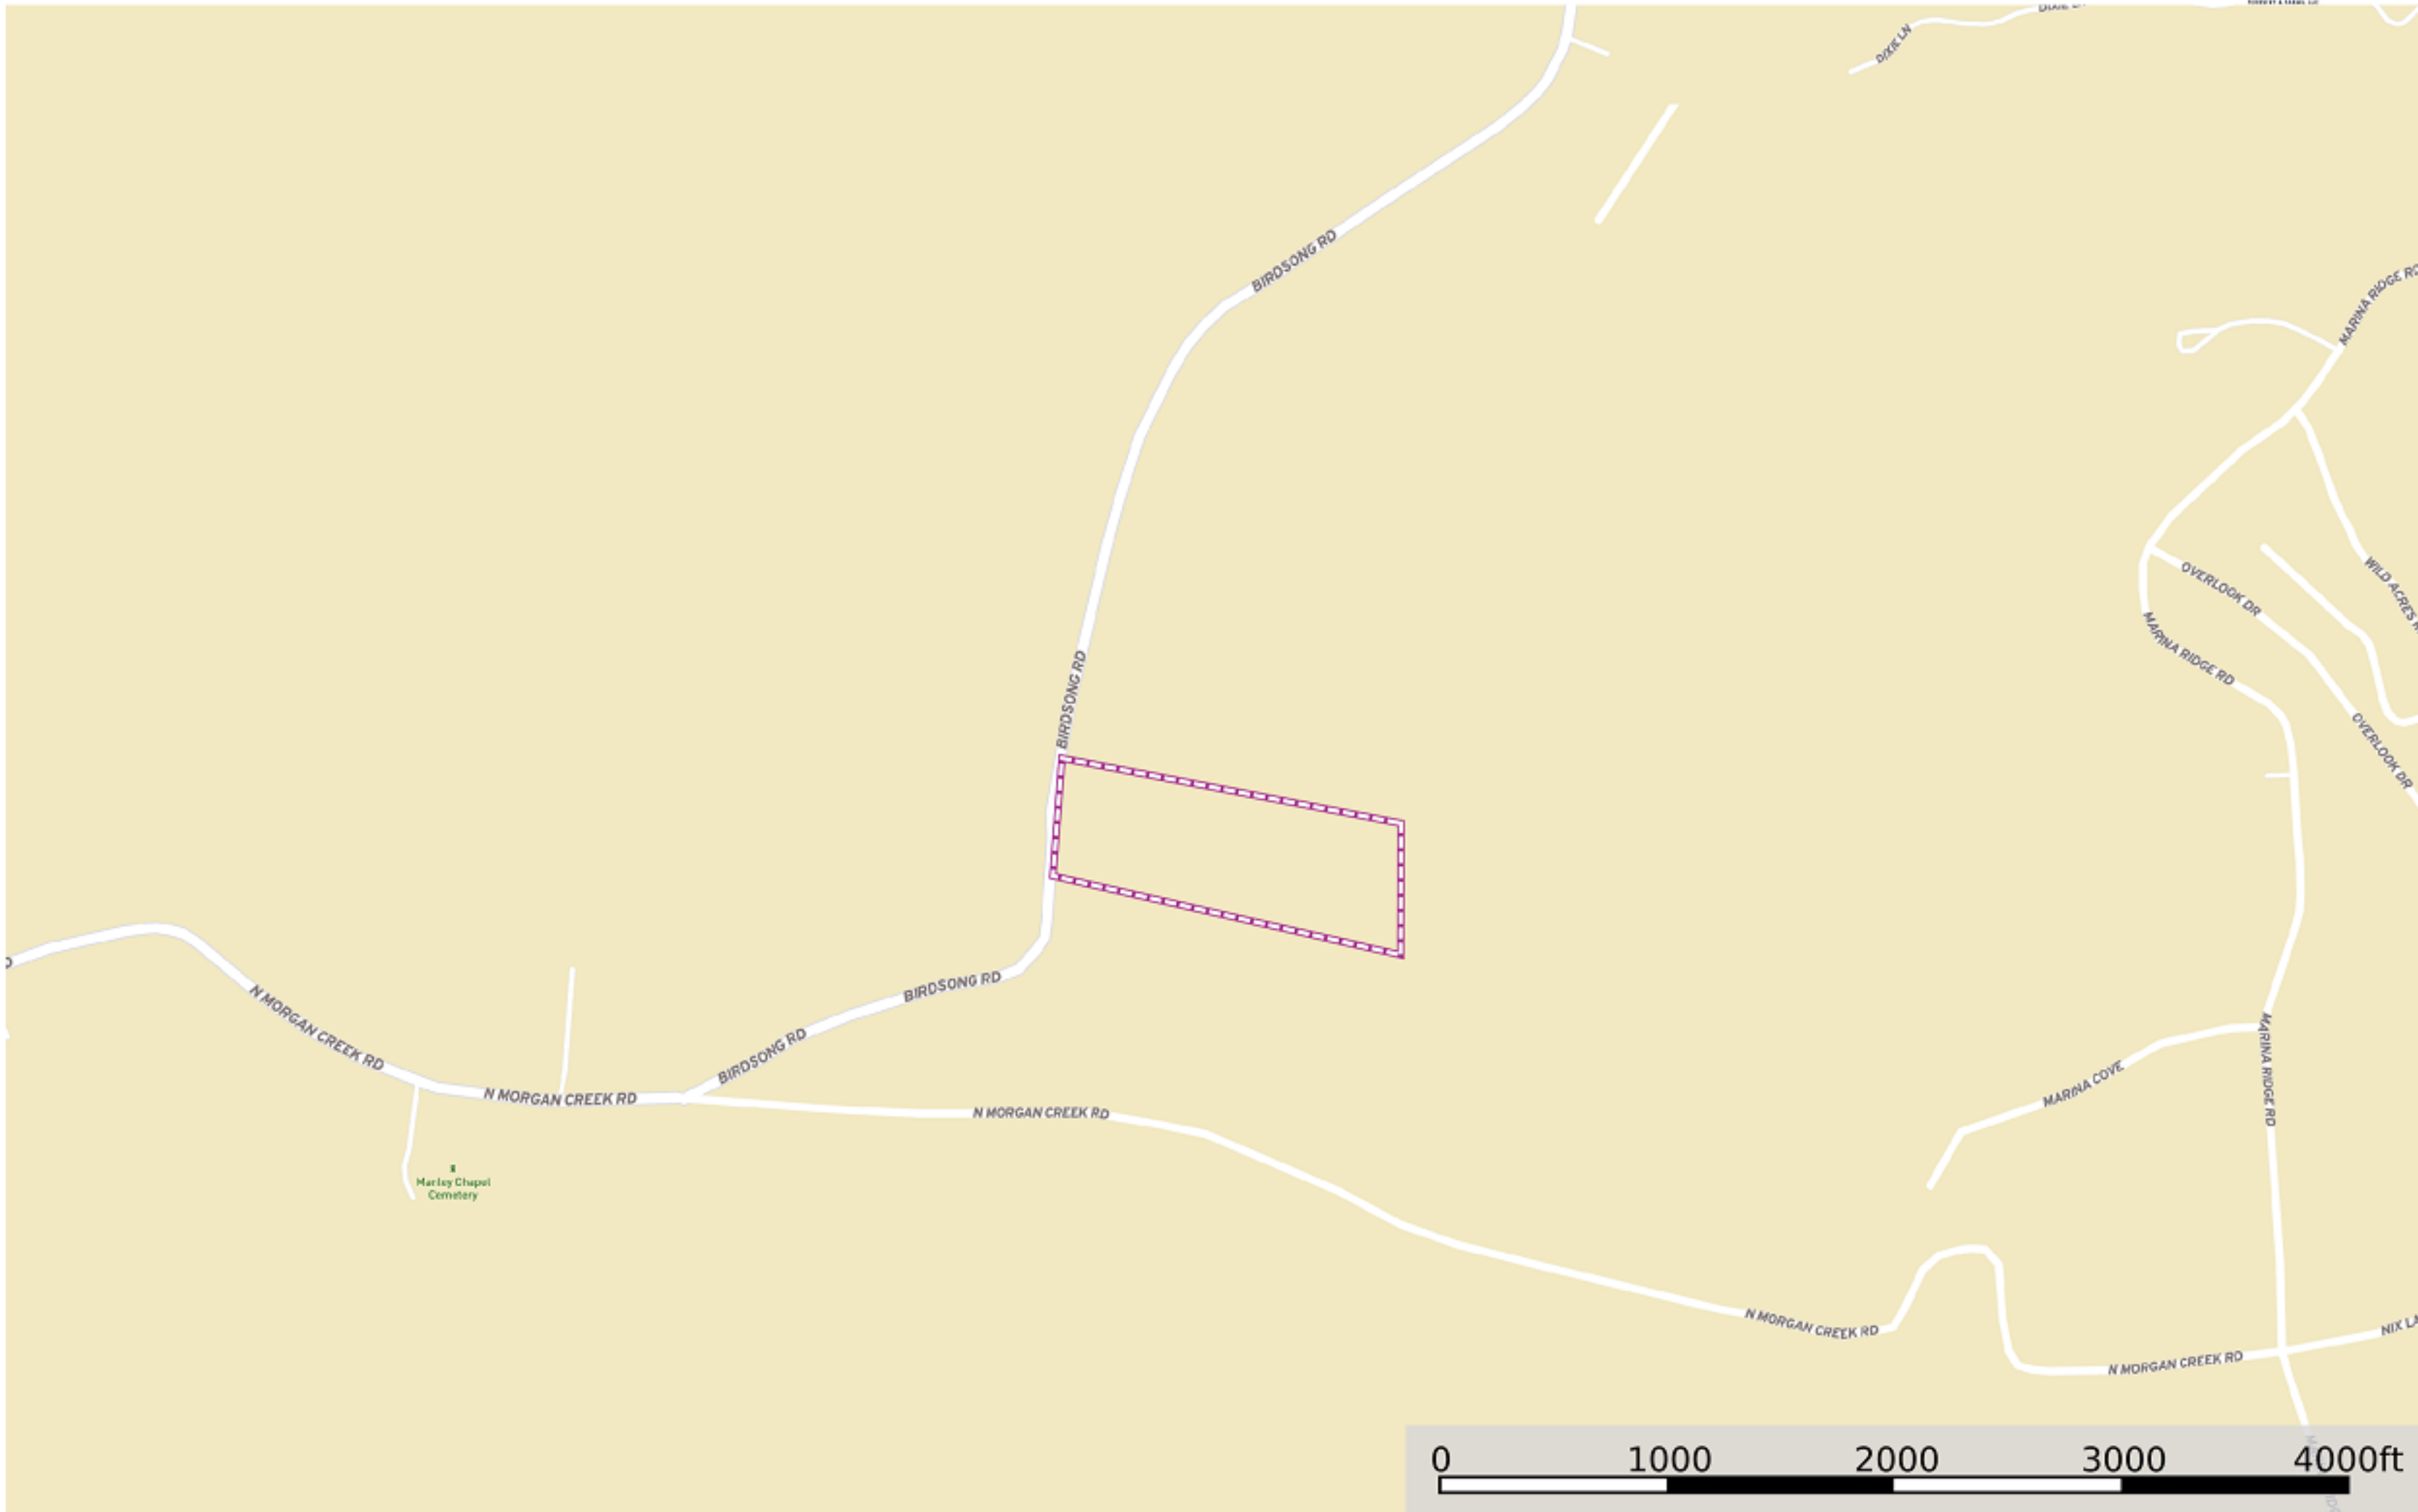 DIXIE LN
BIRDSONG RD
MARINA RIDGE RD
OVERLOOK DR
MARINA RIDGE RD
WILD ACRES
BIRDSONG RD
OVERLOOK DR
BIRDSONG RD
N MORGAN CREEK RD
BIRDSONG RD
MARINA RIDGE RD
MARINA COVE
N MORGAN CREEK RD
N MORGAN CREEK RD
Manley Chapel
Cemetery
N MORGAN CREEK RD
NIX
N MORGAN CREEK RD
0 1000 2000 3000 4000ft